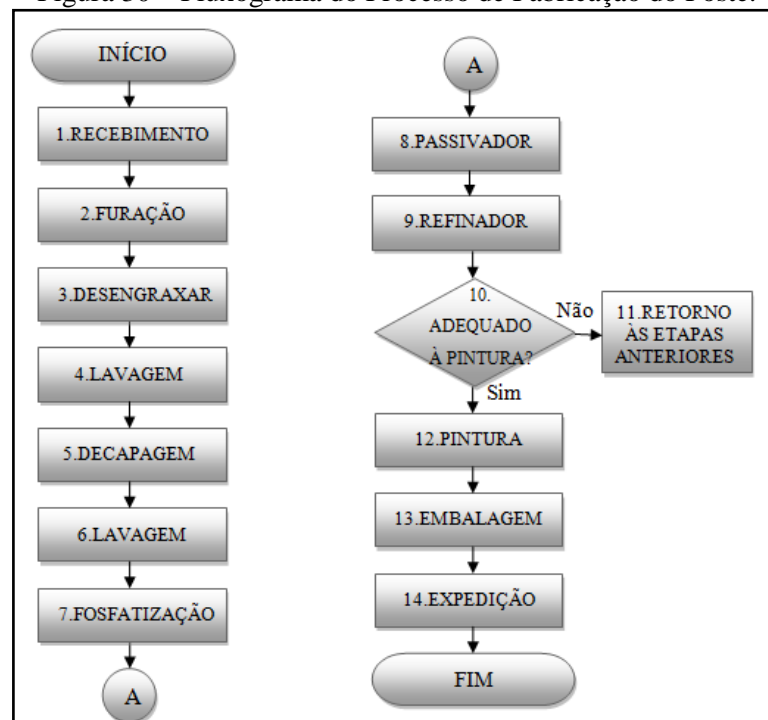 Figura – Fluxograma do Processo de Fabricação do Poste.
INÍCIO
1.RECEBIMENTO
2.FURAÇÃO
3.DESENGRAXAR
4.LAVAGEM
5.DECAPAGEM
6.LAVAGEM
7.FOSFATIZAÇÃO
A
A
8.PASSIVADOR
9.REFINADOR
10.
ADEQUADO
À PINTURA?
Não
11.RETORNO
ÀS ETAPAS
ANTERIORES
Sim
12.PINTURA
13.EMBALAGEM
14.EXPEDIÇÃO
FIM